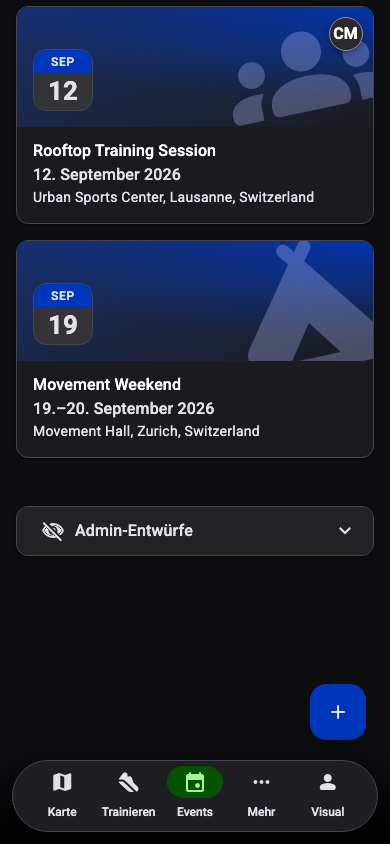 CM
SEP
12
Rooftop Training Session
12. September 2026
Urban Sports Center, Lausanne, Switzerland
SEP
19
Movement Weekend
19.–20. September 2026
Movement Hall, Zurich, Switzerland
Admin-Entwürfe
Karte
Trainieren
Events
Mehr
Visual